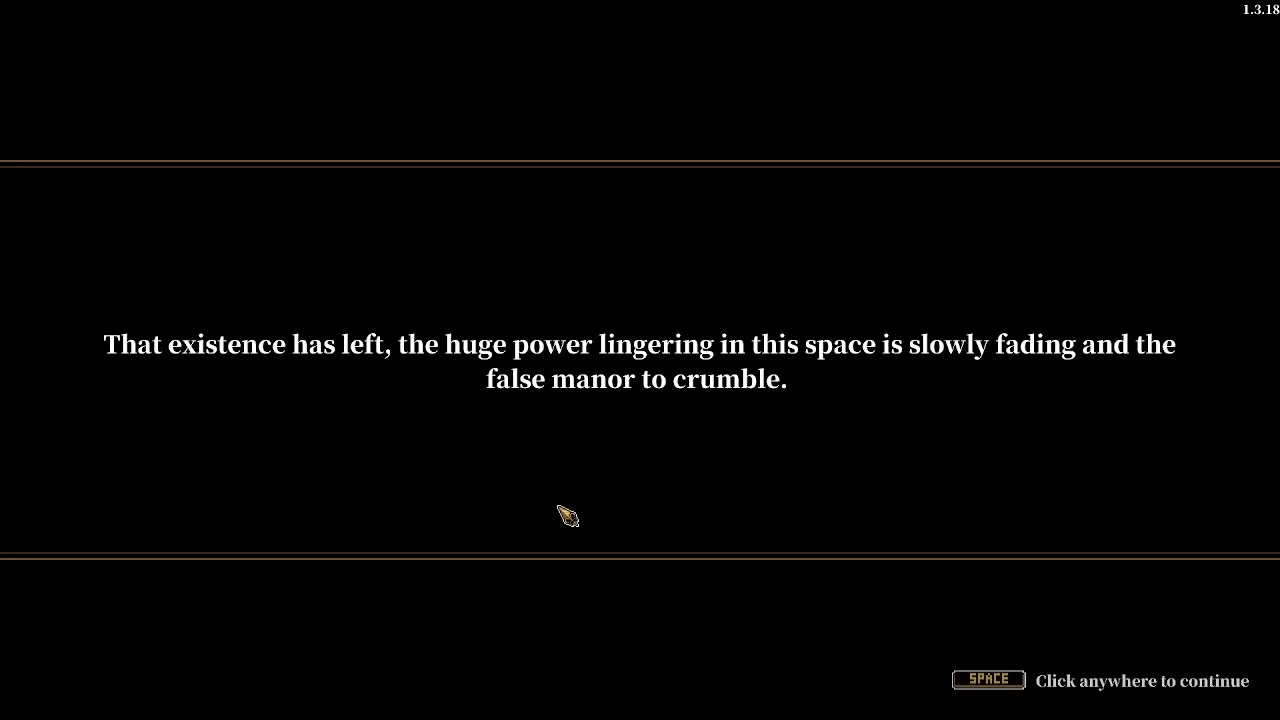 1.3.18
That existence has left, the huge power lingering in this space is slowly fading and the
false manor to crumble.
SPACE Click anywhere to continue